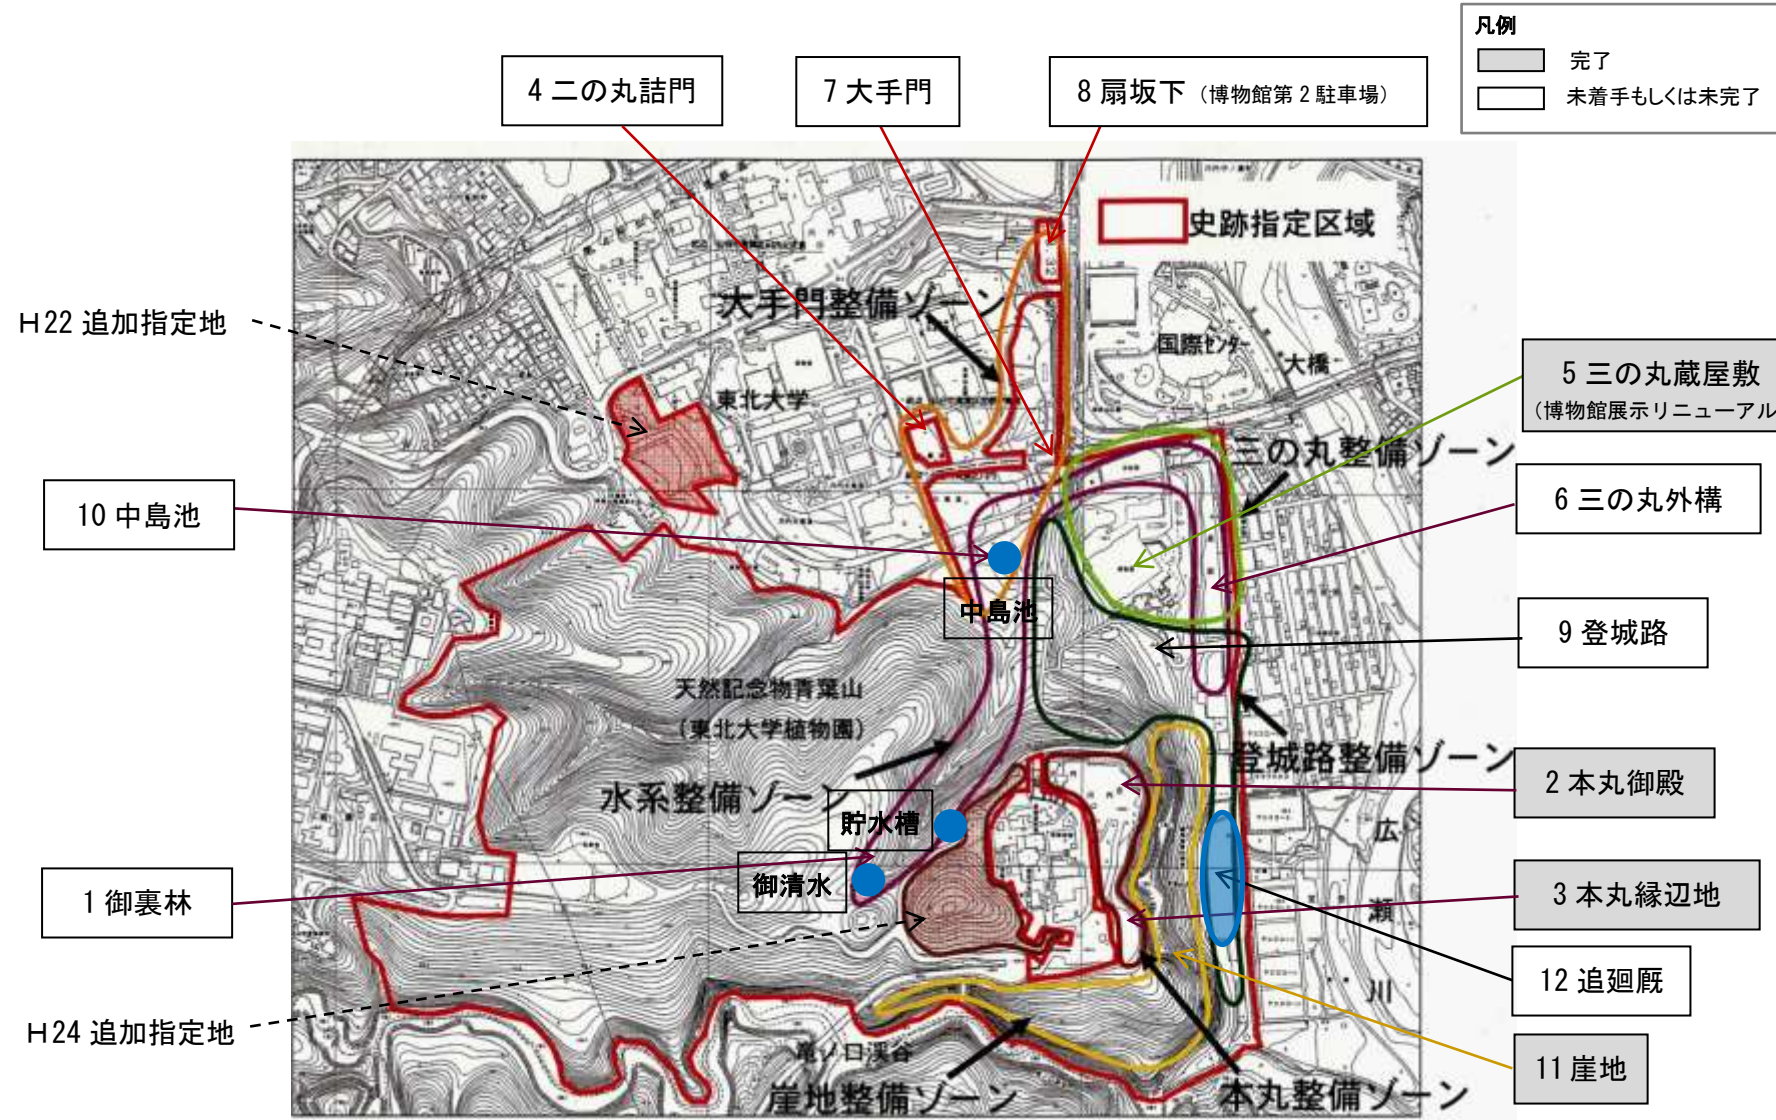 凡例
完了
未着手もしくは未完了
4 二の丸詰門
7 大手門
8 扇坂下（博物館第2駐車場）
史跡指定区域
H22 追加指定地
大手門整備ゾーン
国際センター
大橋
東北大学
5 三の丸蔵屋敷
（博物館展示リニューアル
三の丸整備ゾーン
10 中島池
6 三の丸外構
中島池
9 登城路
天然記念物青葉山
（東北大学植物園）
登城路整備ゾーン
水系整備ゾーン
2 本丸御殿
貯水槽
広瀬川
御清水
1 御裏林
3 本丸縁辺地
12 追廻厩
H24 追加指定地
竜ノ口渓谷
11 崖地
崖地整備ゾーン
本丸整備ゾーン